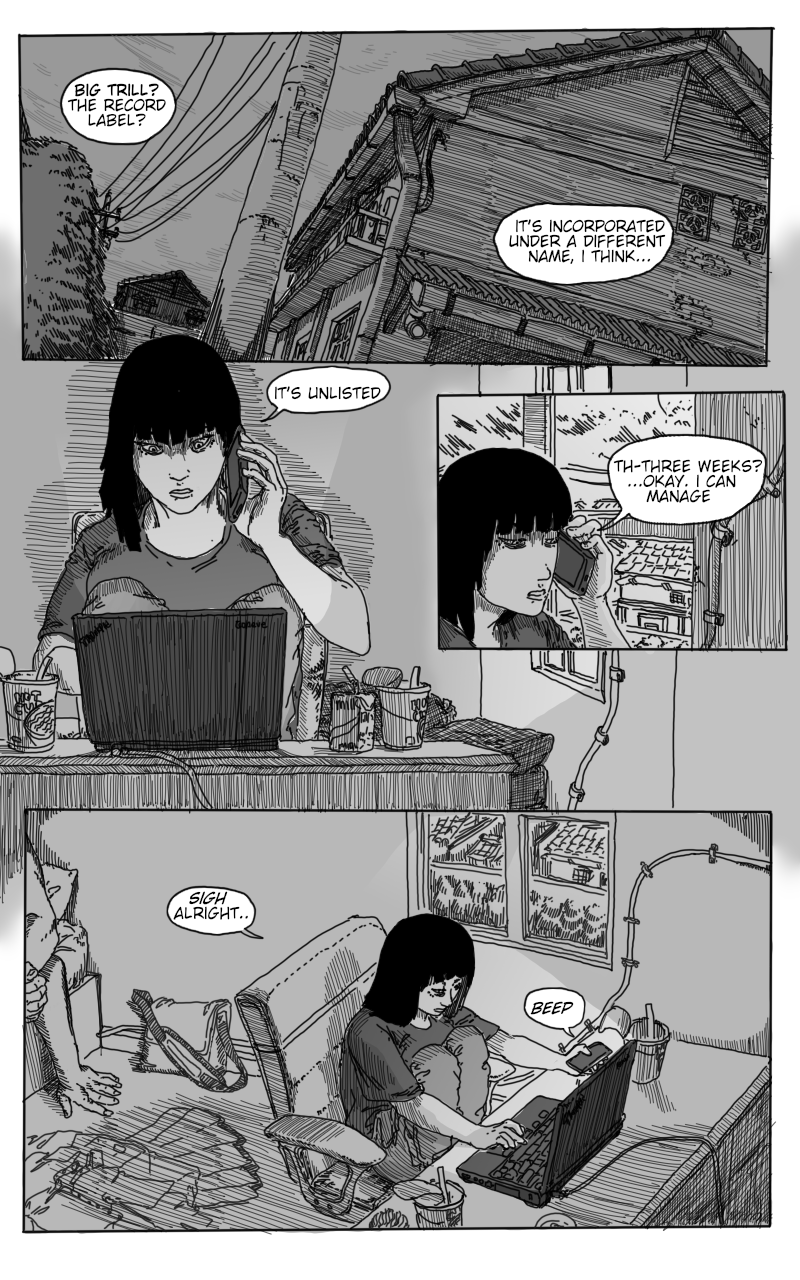 BIG TRILL?
THE RECORD
LABEL?
IT'S INCORPORATED
UNDER A DIFFERENT
NAME, I THINK...
IT'S UNLISTED
TH-THREE WEEKS?
...OKAY. I CAN
MANAGE
milk
SIGH
ALRIGHT..
BEEP